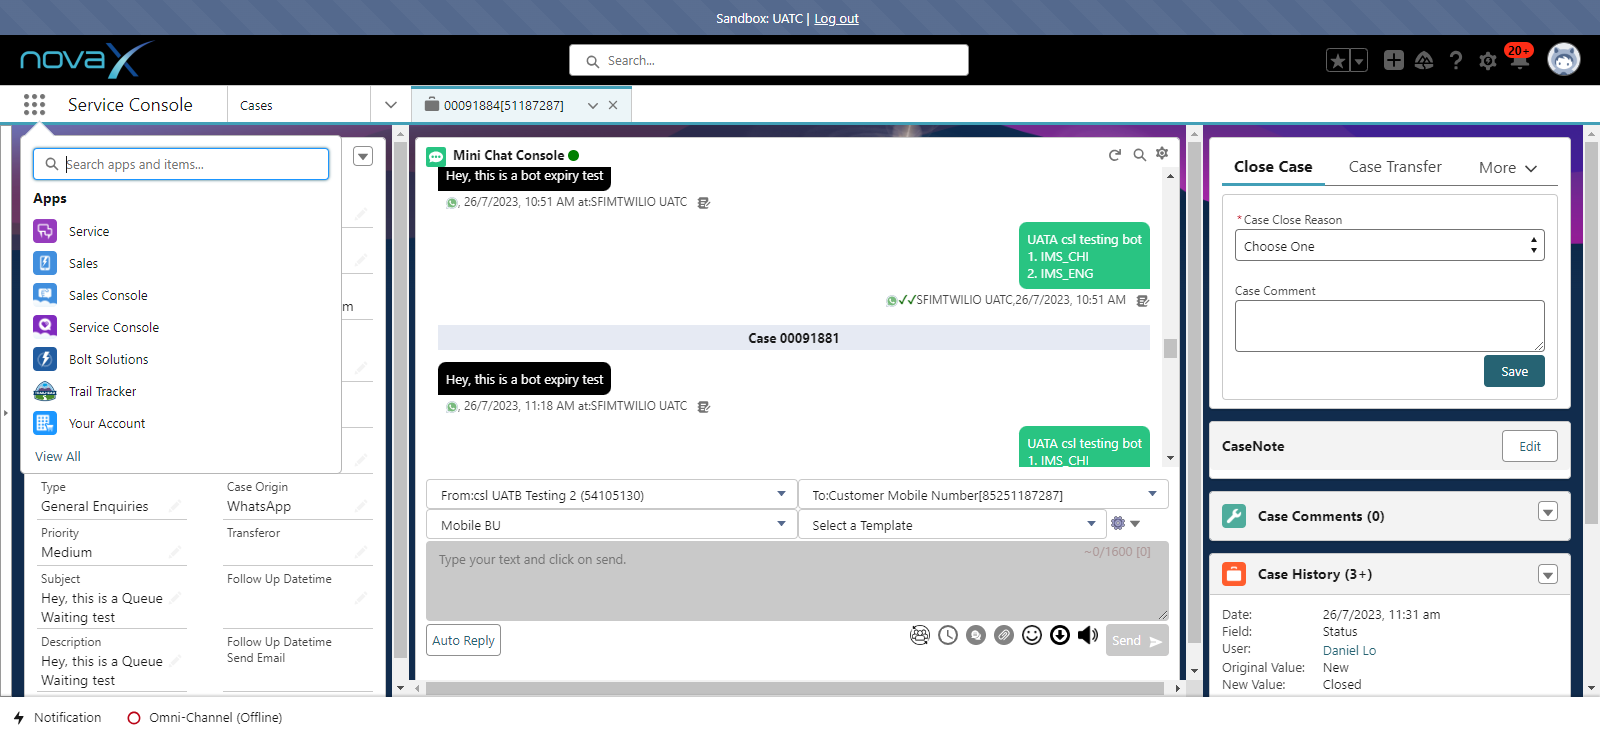 Sandbox: UATC | Log out
novaX
Search...
20+
Service Console
Cases
00091884[51187287]
Search apps and items...
Apps
Service
Sales
Sales Console
Service Console
Bolt Solutions
Trail Tracker
Your Account
View All
m
Type
General Enquiries
Case Origin
WhatsApp
Priority
Medium
Transferor
Subject
Hey, this is a Queue
Waiting test
Follow Up Datetime
Description
Hey, this is a Queue
Waiting test
Follow Up Datetime
Send Email
Mini Chat Console
Hey, this is a bot expiry test
, 26/7/2023, 10:51 AM at:SFIMTWILIO UATC
UATA csl testing bot
1. IMS_CHI
2. IMS_ENG
SFIMTWILIO UATC,26/7/2023, 10:51 AM
Case 00091881
Hey, this is a bot expiry test
, 26/7/2023, 11:18 AM at:SFIMTWILIO UATC
UATA csl testing bot
1. IMS_CHI
From:csl UATB Testing 2 (54105130)
To:Customer Mobile Number[85251187287]
Mobile BU
Select a Template
Type your text and click on send.
~0/1600 [0]
Auto Reply
Send
Close Case
Case Transfer
More
*Case Close Reason
Choose One
Case Comment
Save
CaseNote
Edit
Case Comments (0)
Case History (3+)
Date: 26/7/2023, 11:31 am
Field: Status
User: Daniel Lo
Original Value: New
New Value: Closed
Notification
Omni-Channel (Offline)